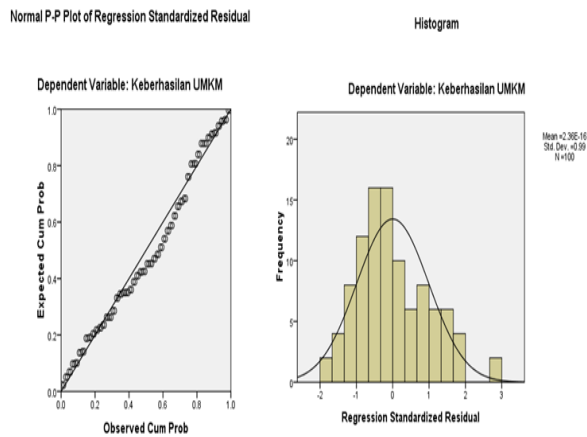 Normal P-P Plot of Regression Standardized Residual
Dependent Variable: Keberhasilan UMKM
Expected Cum Prob
1.0
0.8
0.6
0.4
0.2
0.0
0.0 0.2 0.4 0.6 0.8 1.0
Observed Cum Prob
Histogram
Dependent Variable: Keberhasilan UMKM
Frequency
20
15
10
5
0
-2 -1 0 1 2 3
Regression Standardized Residual
Mean =2.36E-16
Std. Dev. =0.99
N =100